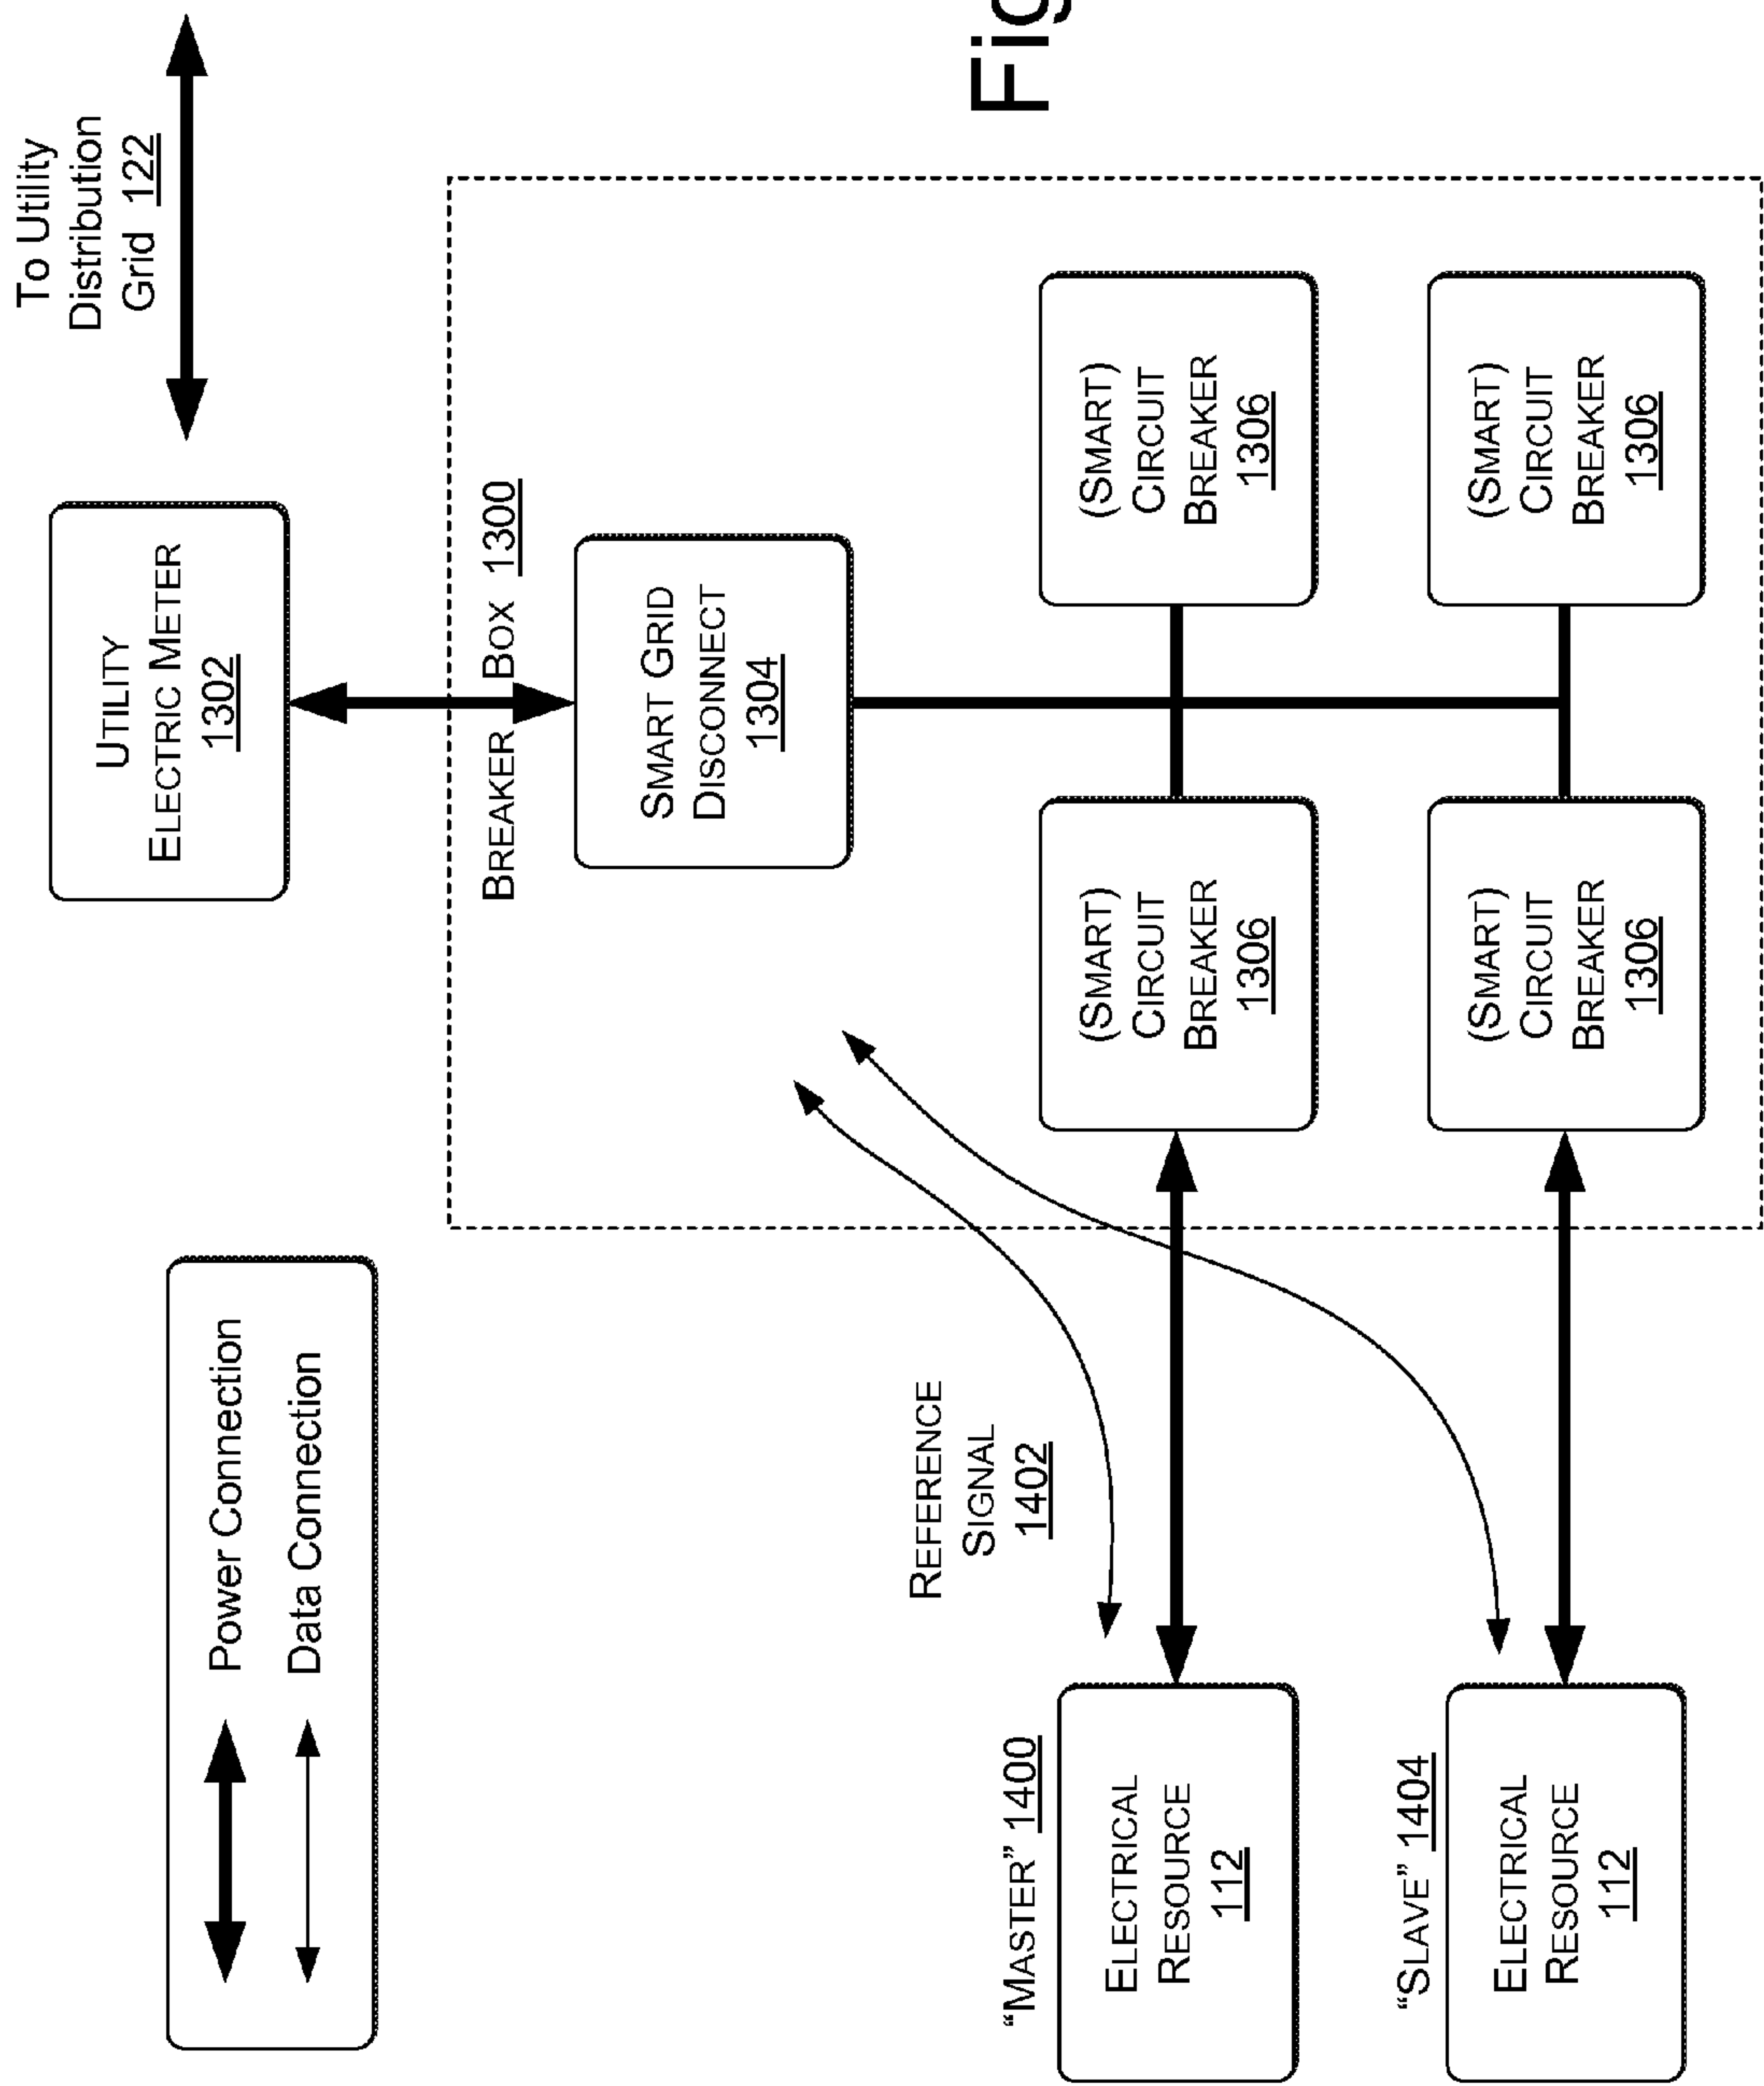 To Utility
Distribution
Grid 122
UTILITY
ELECTRIC METER
1302
Power Connection
Data Connection
BREAKER BOX 1300
SMART GRID
DISCONNECT
1304
REFERENCE
SIGNAL
1402
"MASTER" 1400
ELECTRICAL
RESOURCE
112
(SMART)
CIRCUIT
BREAKER
1306
(SMART)
CIRCUIT
BREAKER
1306
"SLAVE" 1404
ELECTRICAL
RESOURCE
112
(SMART)
CIRCUIT
BREAKER
1306
(SMART)
CIRCUIT
BREAKER
1306
Fig